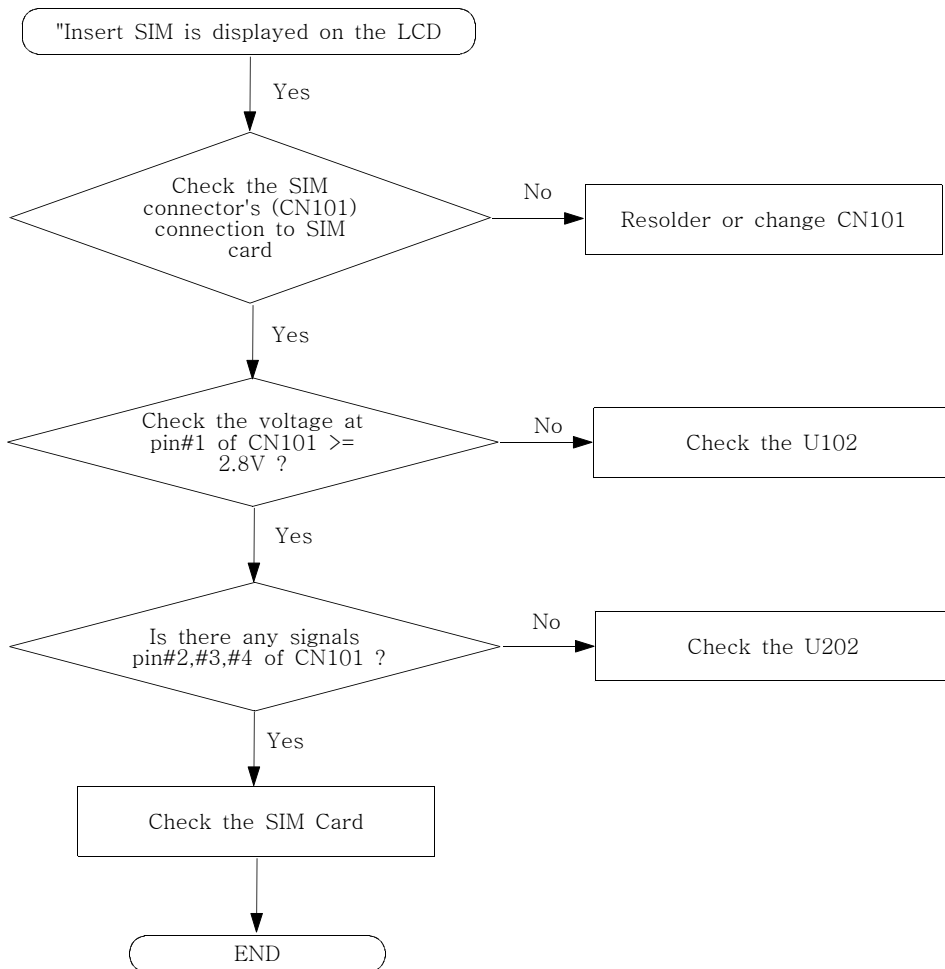 "Insert SIM is displayed on the LCD
Yes
Check the SIM
connector's (CN101)
connection to SIM
card
No
Resolder or change CN101
Yes
Check the voltage at
pin#1 of CN101 >=
2.8V ?
No
Check the U102
Yes
Is there any signals
pin#2,#3,#4 of CN101 ?
No
Check the U202
Yes
Check the SIM Card
END